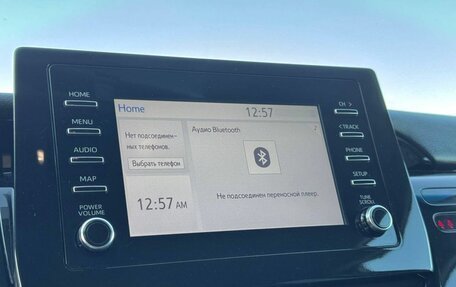 HOME
MENU
AUDIO
MAP
POWER
VOLUME
Home
12:57
Нет подсоединен-
ных телефонов.
Выбрать телефон
12:57 AM
Аудио Bluetooth
Не подсоединен переносной плеер.
CH >
< TRACK
PHONE
SETUP
TUNE
SCROLL